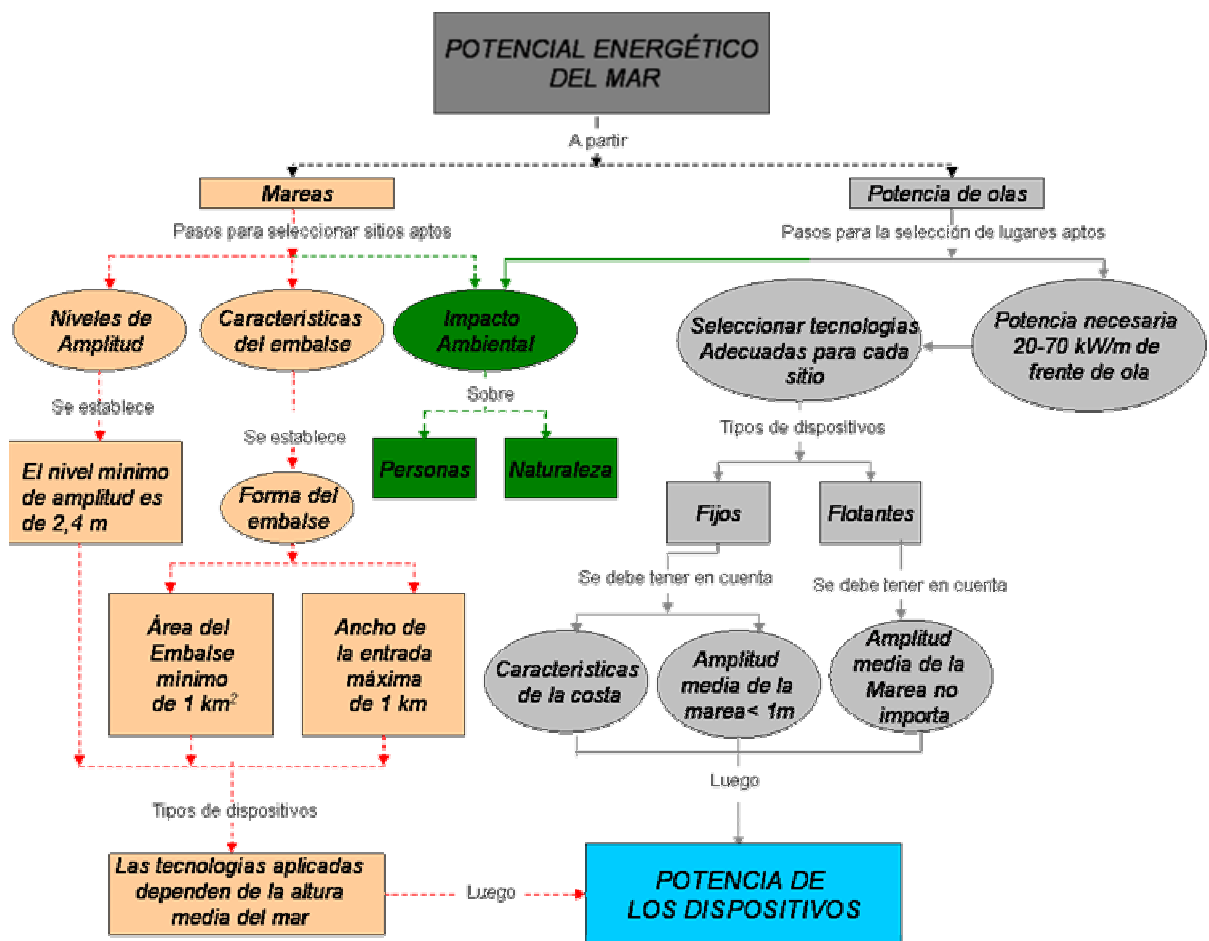 POTENCIAL ENERGÉTICO
DEL MAR
A partir
Mareas
Potencia de olas
Pasos para seleccionar sitios aptos
Pasos para la selección de lugares aptos
Niveles de
Amplitud
Características
del embalse
Impacto
Ambiental
Seleccionar tecnologías
Adecuadas para cada
sitio
Potencia necesaria
20-70 kW/m de
frente de ola
Se establece
Se establece
Sobre
Tipos de dispositivos
El nivel mínimo
de amplitud es
de 2,4 m
Forma del
embalse
Personas
Naturaleza
Fijos
Flotantes
Se debe tener en cuenta
Se debe tener en cuenta
Área del
Embalse
mínimo
de 1 km²
Ancho de
la entrada
máxima
de 1 km
Características
de la costa
Amplitud
media de la
marea< 1m
Amplitud
media de la
Marea no
importa
Luego
Tipos de dispositivos
Las tecnologías aplicadas
dependen de la altura
media del mar
Luego
POTENCIA DE
LOS DISPOSITIVOS